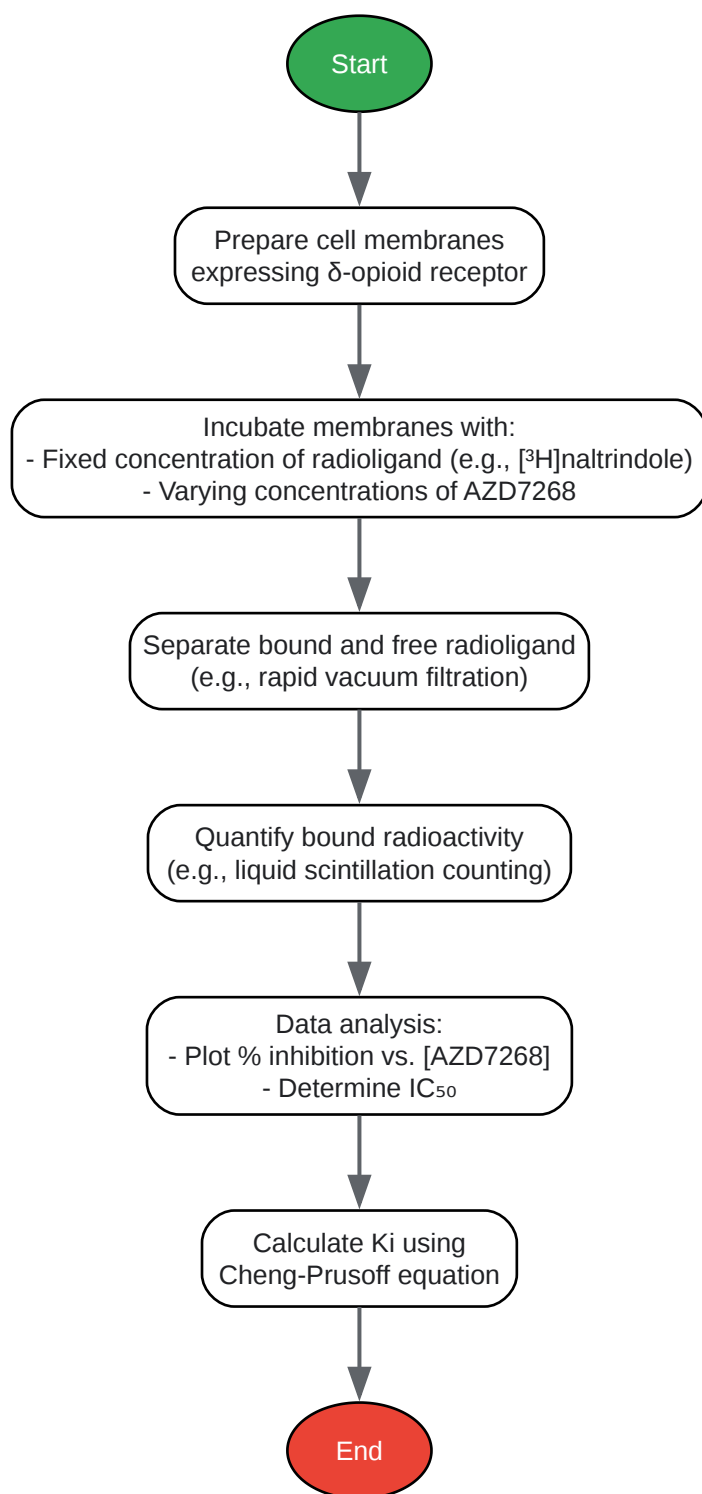 Start
Prepare cell membranes
expressing δ-opioid receptor
Incubate membranes with:
- Fixed concentration of radioligand (e.g., [³H]naltrindole)
- Varying concentrations of AZD7268
Separate bound and free radioligand
(e.g., rapid vacuum filtration)
Quantify bound radioactivity
(e.g., liquid scintillation counting)
Data analysis:
- Plot % inhibition vs. [AZD7268]
- Determine IC₅₀
Calculate Ki using
Cheng-Prusoff equation
End